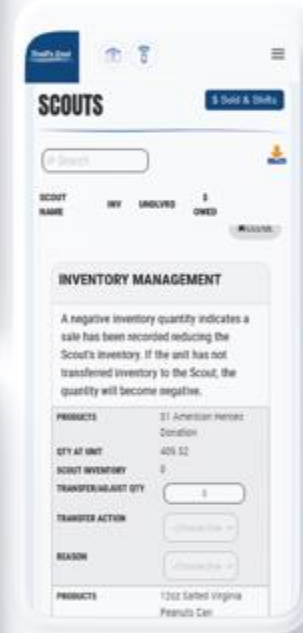 Trail's End
SCOUTS
$ Sold & Shifts
Search
SCOUT NAME INV UNDLVRD $ OWED
INVENTORY MANAGEMENT
A negative inventory quantity indicates a
sale has been recorded reducing the
Scout's inventory. If the unit has not
transferred inventory to the Scout, the
quantity will become negative.
PRODUCTS $1 American Heroes
Donation
QTY AT UNIT 409.52
SCOUT INVENTORY 0
TRANSFER/ADJUST QTY 0
TRANSFER ACTION
REASON
PRODUCTS 12oz Salted Virginia
Peanuts Can